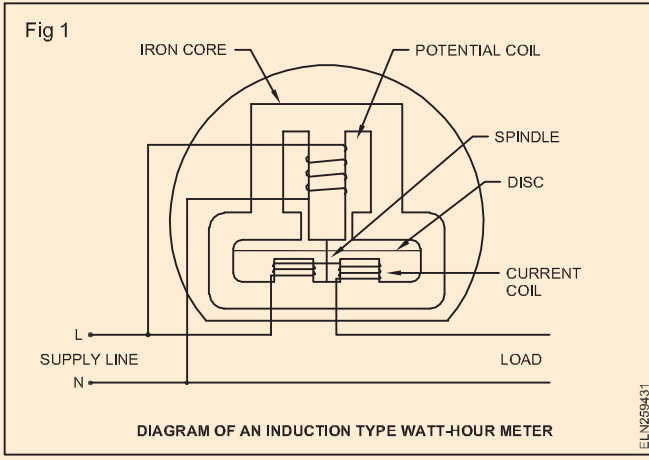 Fig 1
IRON CORE
POTENTIAL COIL
SPINDLE
DISC
CURRENT
COIL
L
SUPPLY LINE
LOAD
N
DIAGRAM OF AN INDUCTION TYPE WATT-HOUR METER
ELN259431